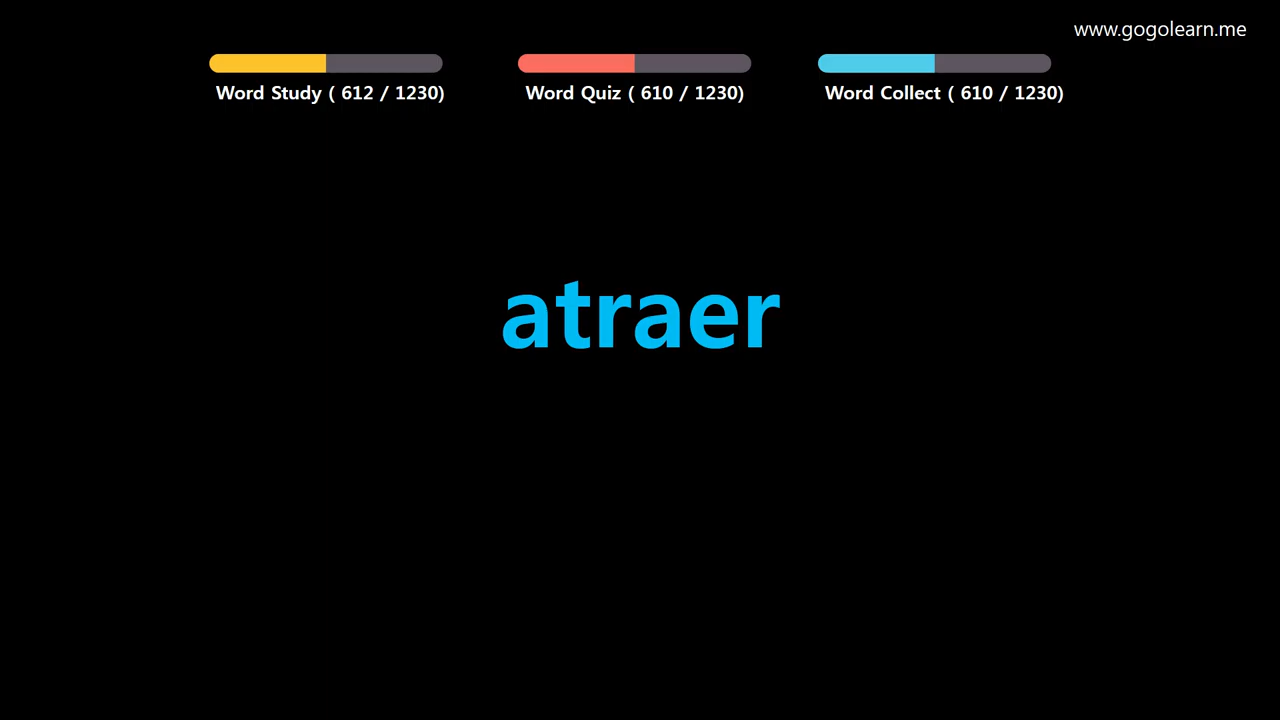 www.gogolearn.me
Word Study ( 612 / 1230)
Word Quiz ( 610 / 1230)
Word Collect ( 610 / 1230)
atraer